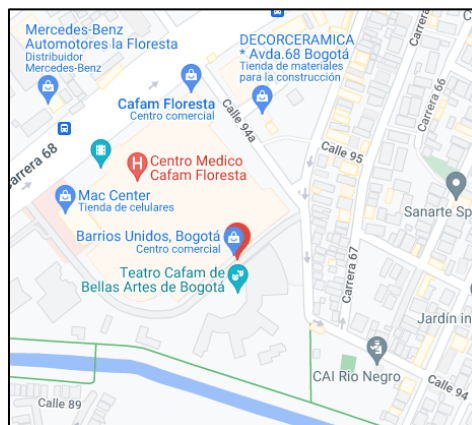 Mercedes-Benz
Automotores la Floresta
Distribuidor
Mercedes-Benz
DECORCERAMICA
* Avda.68 Bogotá
Tienda de materiales
para la construcción
Cafam Floresta
Centro comercial
Calle 94a
Carrera 66
Calle 95
Carrera 68
Centro Medico
Cafam Floresta
Mac Center
Tienda de celulares
Sanarte Sp
Barrios Unidos, Bogotá
Centro comercial
Carrera 67
Teatro Cafam de
Bellas Artes de Bogotá
Jardín in
CAI Río Negro
Calle 94
Calle 89